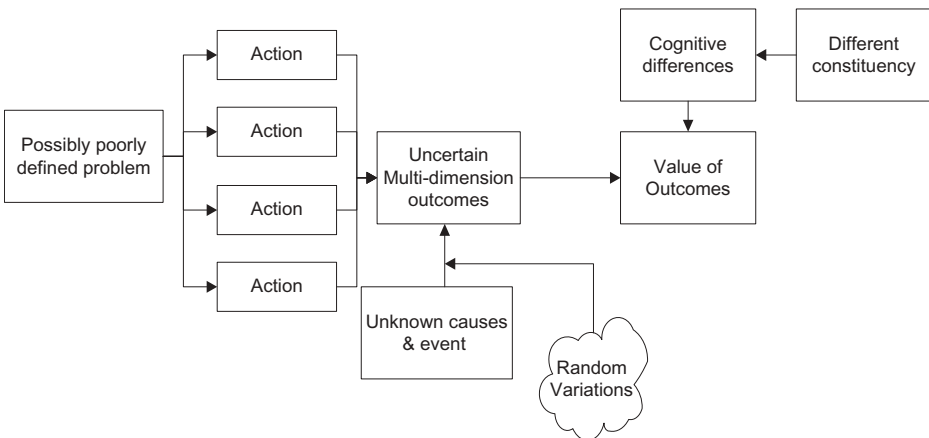 Possibly poorly
defined problem
Action
Action
Action
Action
Uncertain
Multi-dimension
outcomes
Unknown causes
& event
Random
Variations
Cognitive
differences
Different
constituency
Value of
Outcomes